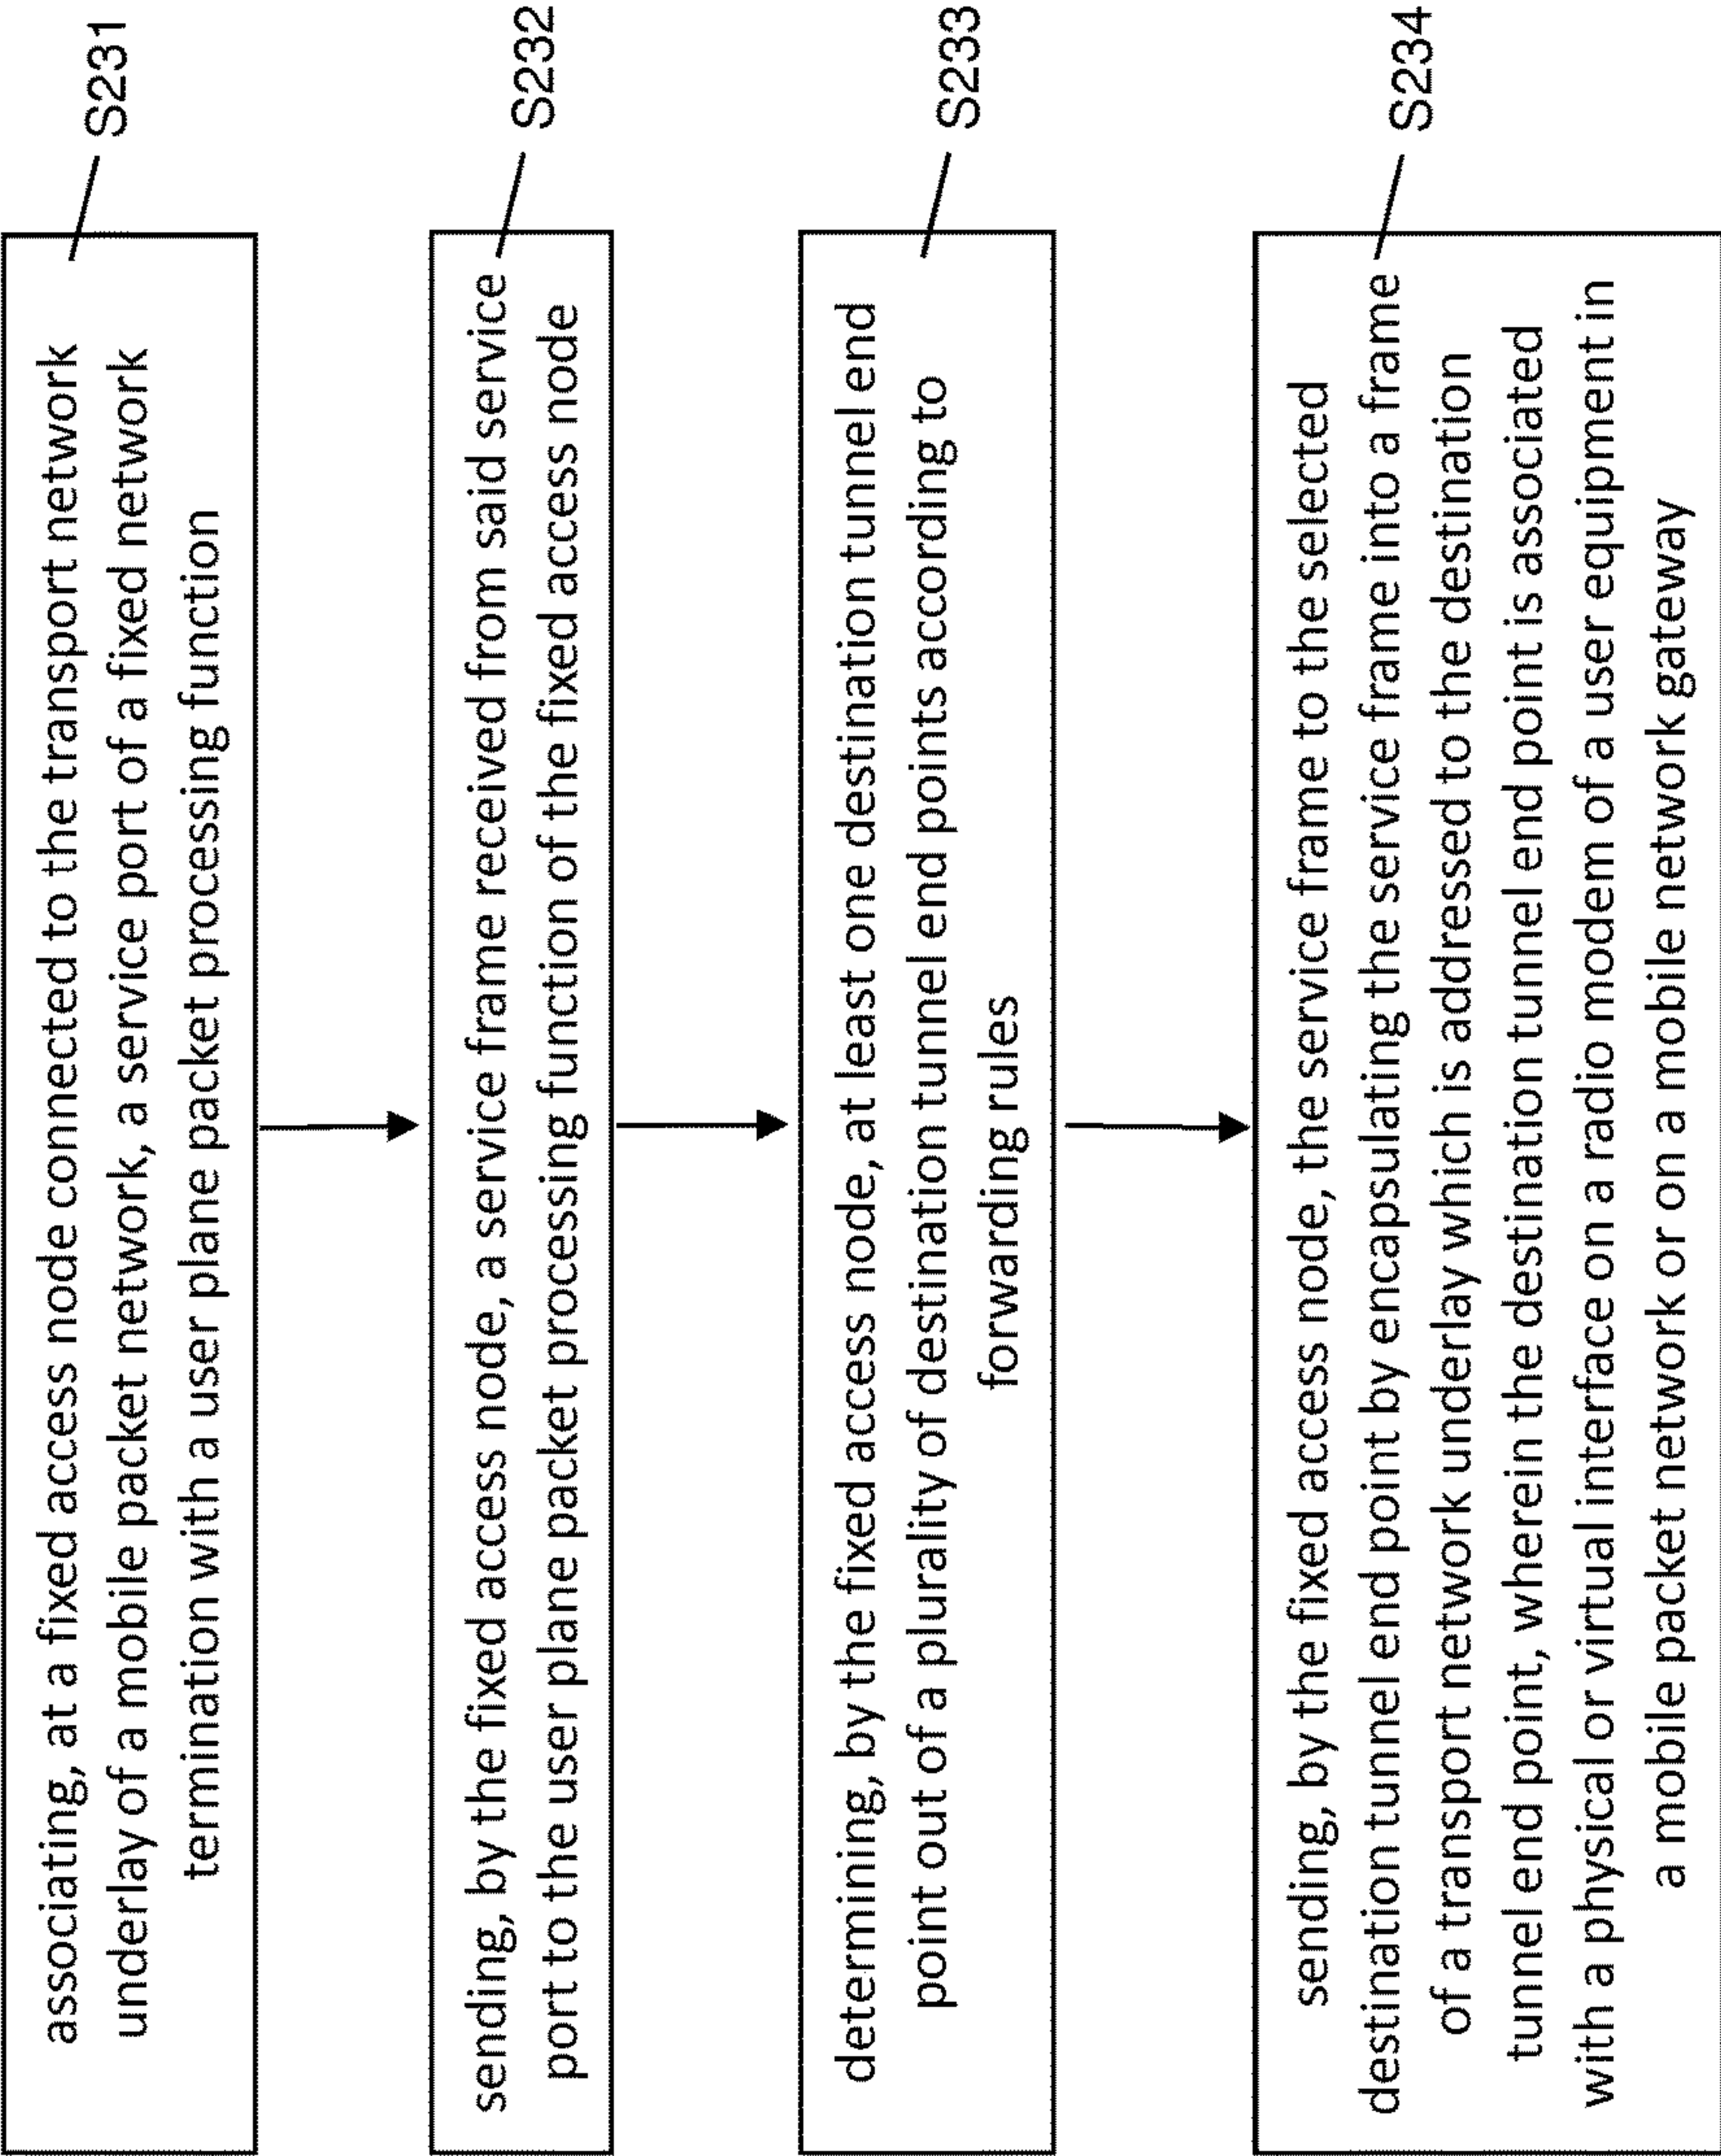 associating, at a fixed access node connected to the transport network
underlay of a mobile packet network, a service port of a fixed network
termination with a user plane packet processing function
S231
sending, by the fixed access node, a service frame received from said service
port to the user plane packet processing function of the fixed access node
S232
determining, by the fixed access node, at least one destination tunnel end
point out of a plurality of destination tunnel end points according to
forwarding rules
S233
sending, by the fixed access node, the service frame to the selected
destination tunnel end point by encapsulating the service frame into a frame
of a transport network underlay which is addressed to the destination
tunnel end point, wherein the destination tunnel end point is associated
with a physical or virtual interface on a radio modem of a user equipment in
a mobile packet network or on a mobile network gateway
S234